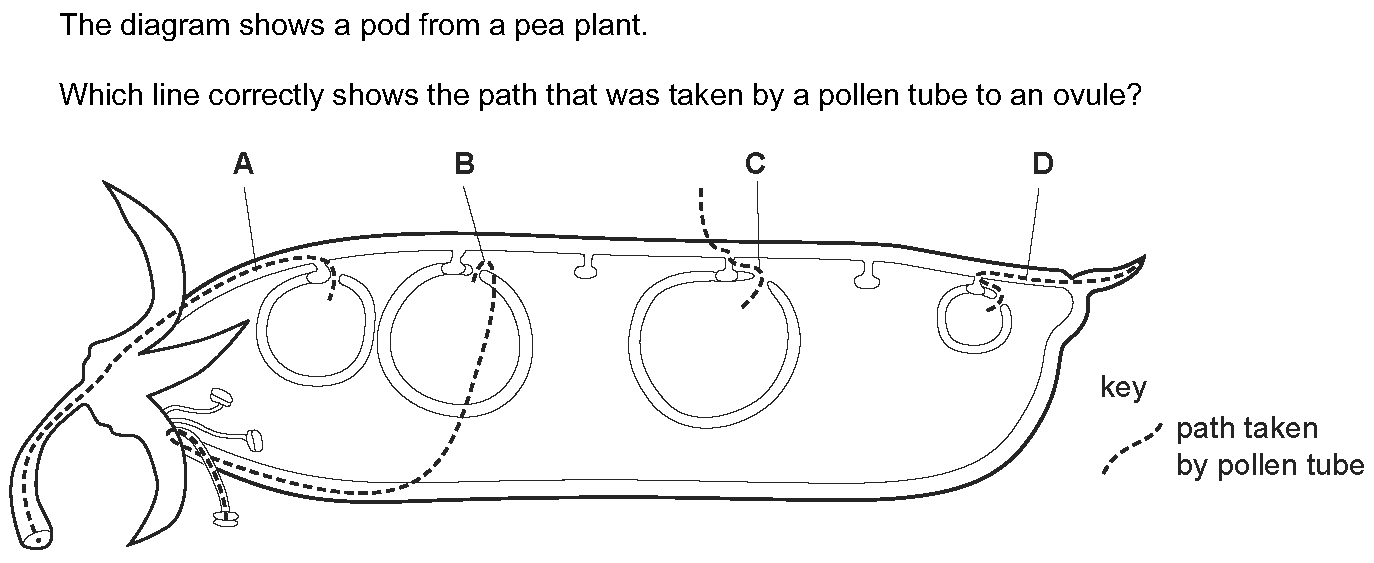 The diagram shows a pod from a pea plant.
Which line correctly shows the path that was taken by a pollen tube to an ovule?
A B C D
key
path taken
by pollen tube